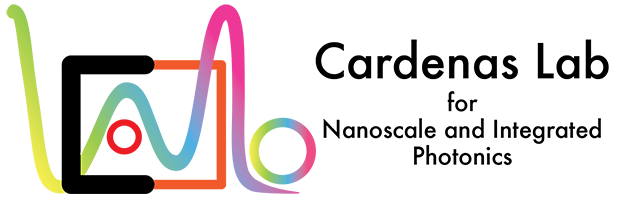 Cardenas Lab
for
Nanoscale and Integrated
Photonics